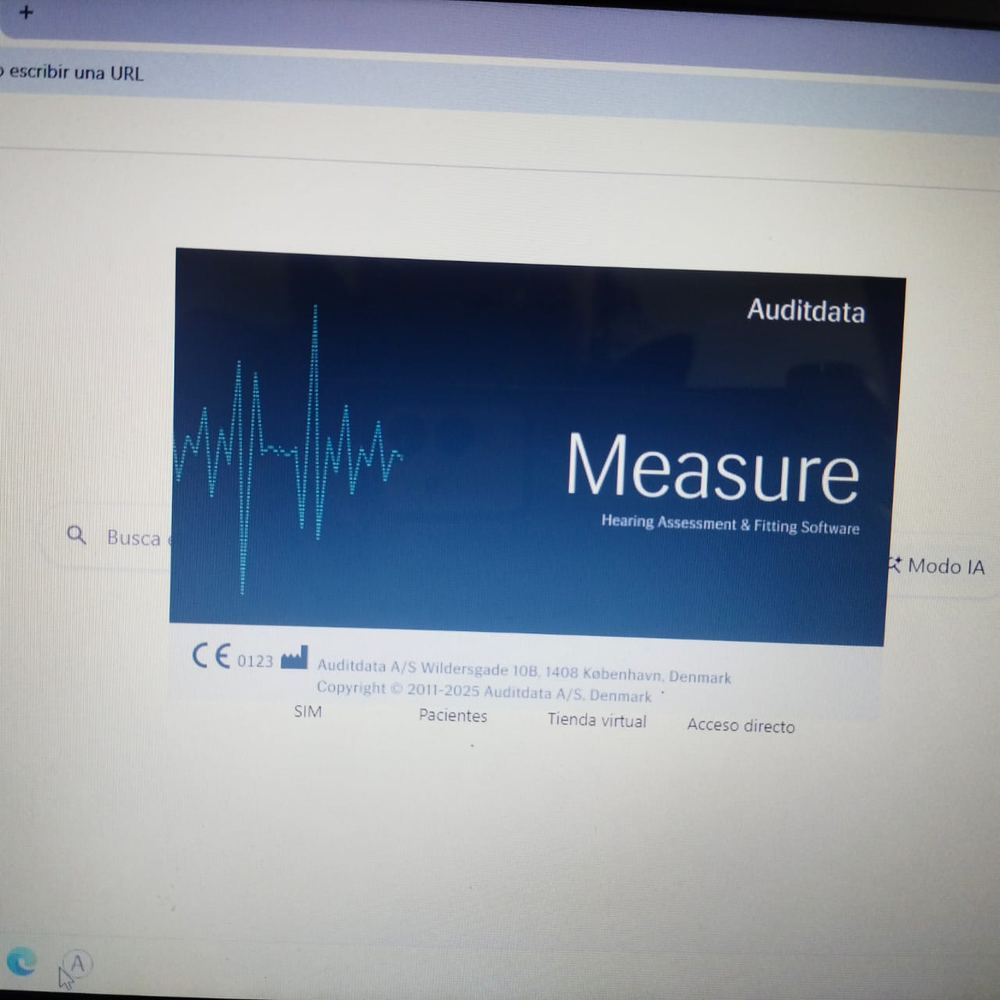 +
escribir una URL
Auditdata
Measure
Hearing Assessment & Fitting Software
Busca
Modo IA
CE 0123
Auditdata A/S Wildersgade 10B, 1408 København, Denmark
Copyright © 2011-2025 Auditdata A/S, Denmark
SIM
Pacientes
Tienda virtual
Acceso directo
A